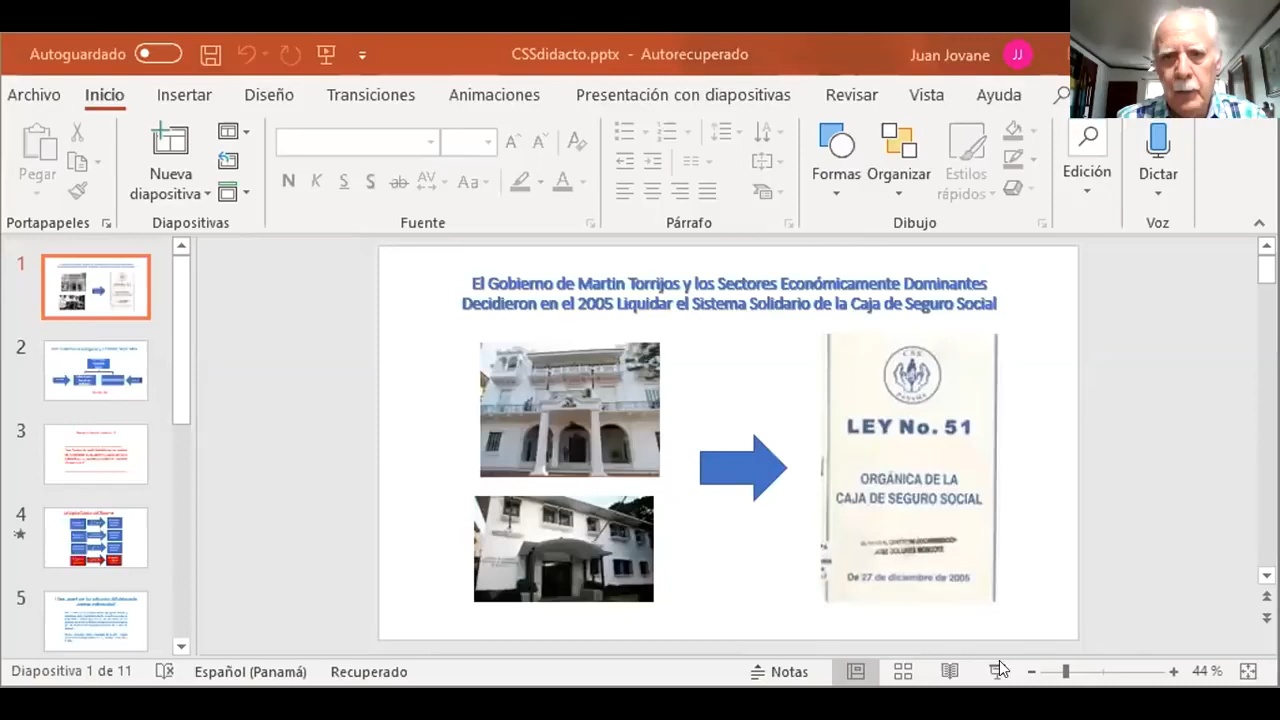 Autoguardado
CSSdidacto.pptx - Autorecuperado
Juan Jovane
JJ
Archivo
Inicio
Insertar
Diseño
Transiciones
Animaciones
Presentación con diapositivas
Revisar
Vista
Ayuda
Pegar
Nueva
diapositiva
N K S S ab AV Aa A
Formas
Organizar
Estilos
rápidos
Edición
Dictar
Portapapeles
Diapositivas
Fuente
Párrafo
Dibujo
Voz
1
2
3
4
5
El Gobierno de Martin Torrijos y los Sectores Económicamente Dominantes
Decidieron en el 2005 Liquidar el Sistema Solidario de la Caja de Seguro Social
CSS
LEY No. 51
ORGÁNICA DE LA
CAJA DE SEGURO SOCIAL
De 27 de diciembre de 2005
Diapositiva 1 de 11
Español (Panamá)
Recuperado
Notas
44 %